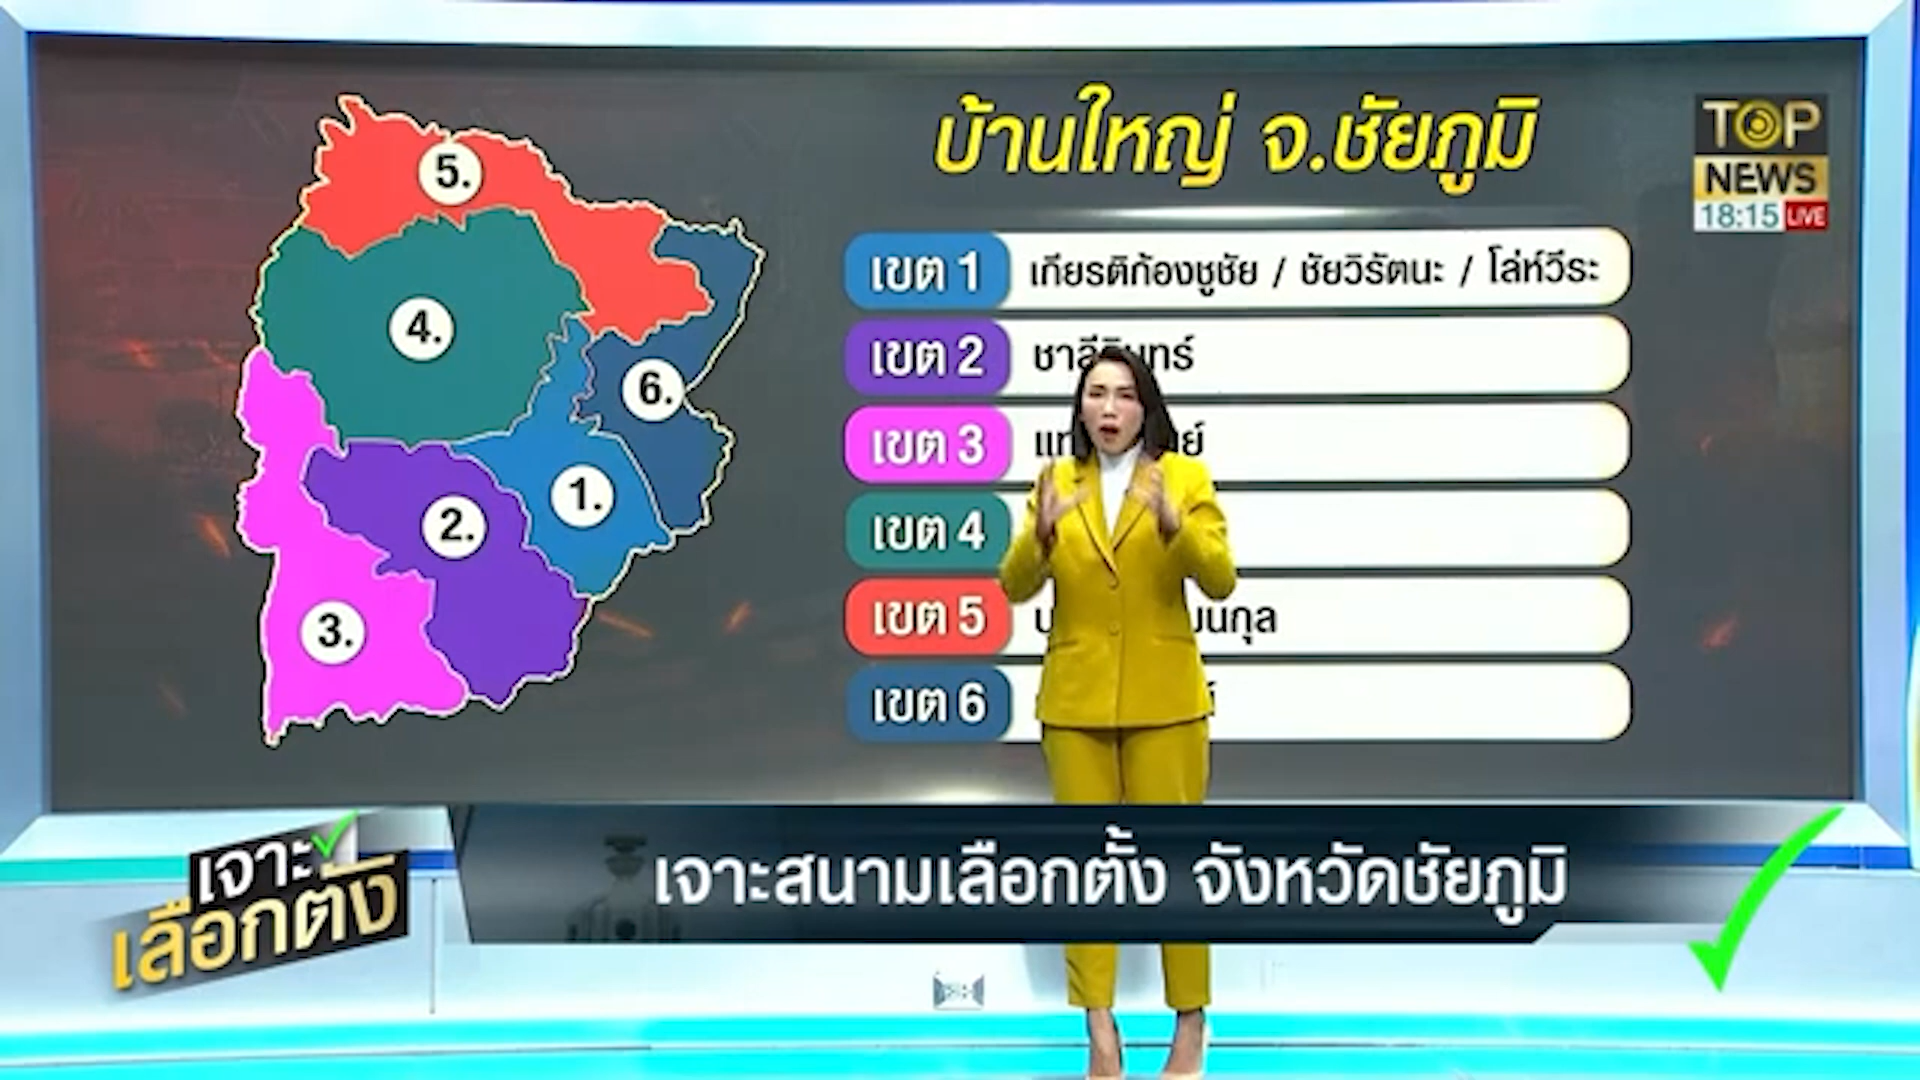 บ้านใหญ่ จ.ชัยภูมิ
TOP
NEWS
18:15 LIVE
5.
4.
6.
1.
2.
3.
เขต 1 เกียรติก้องชูชัย / ชัยวิรัตนะ / โล่ห์วีระ
เขต 2
เขต 3
เขต 4
เขต 5
เขต 6
เจาะ
เลือกตั้ง
เจาะสนามเลือกตั้ง จังหวัดชัยภูมิ